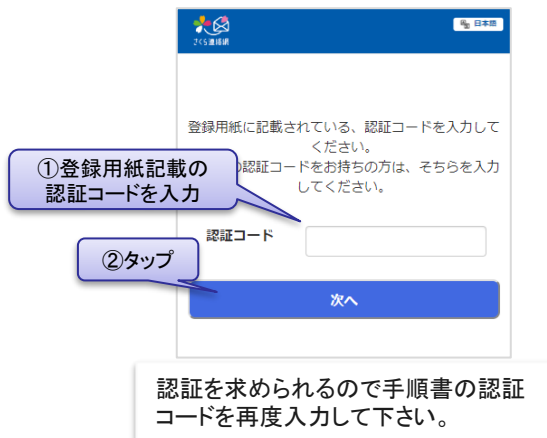 さくら連絡網
日本語
登録用紙に記載されている、認証コードを入力して
ください。
の認証コードをお持ちの方は、そちらを入力
してください。
①登録用紙記載の
認証コードを入力
認証コード
②タップ
次へ
認証を求められるので手順書の認証
コードを再度入力して下さい。